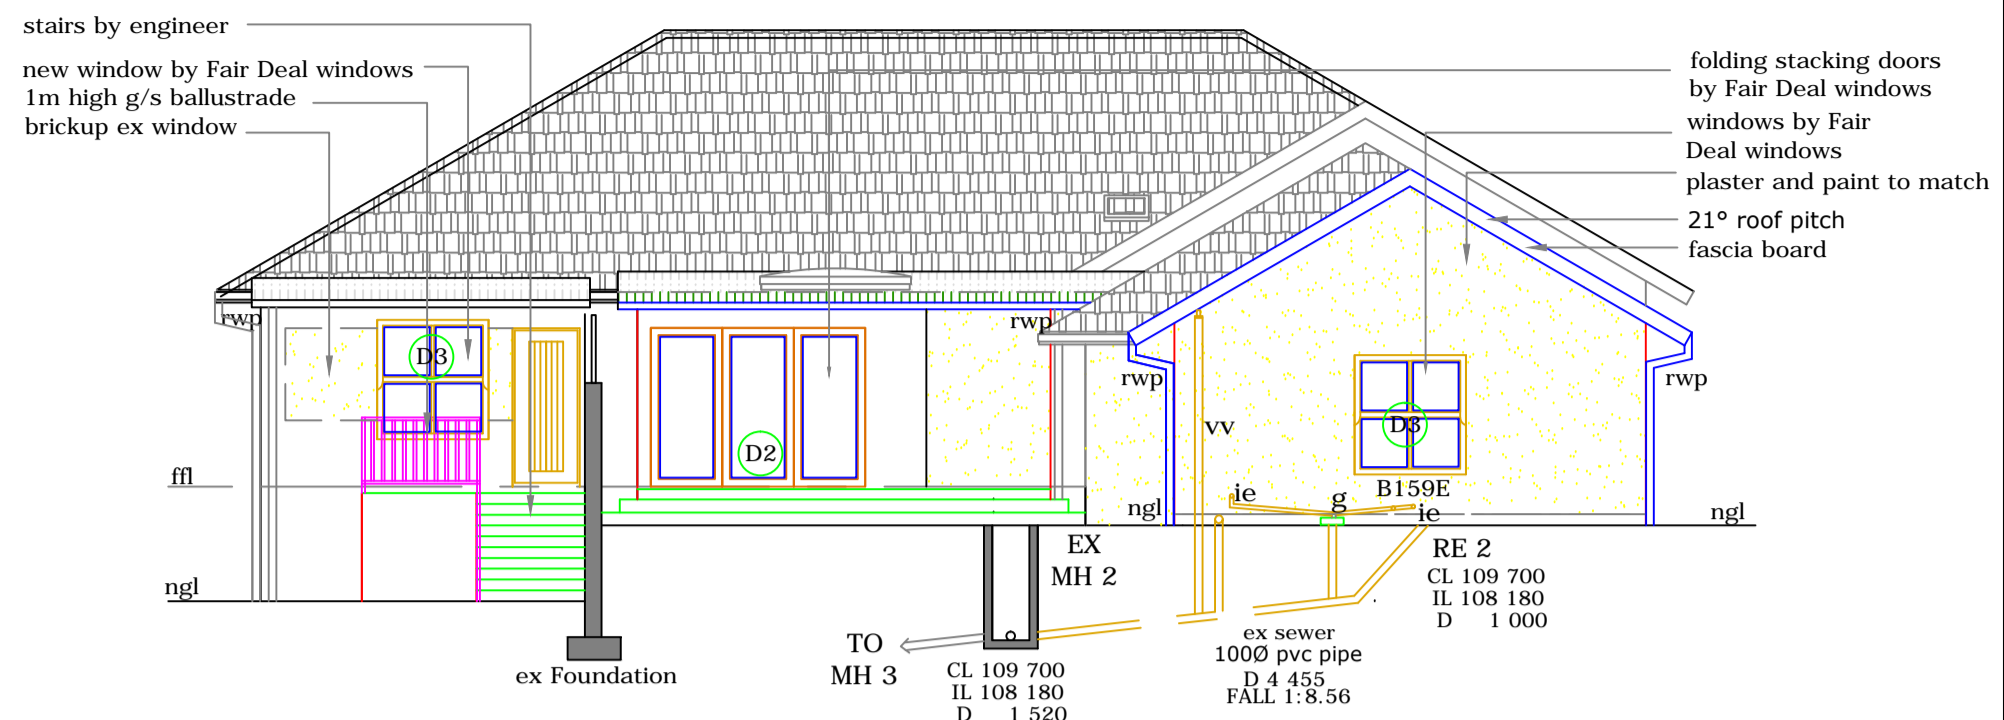 stairs by engineer
new window by Fair Deal windows
1m high g/s ballustrade
brickup ex window
folding stacking doors
by Fair Deal windows
windows by Fair
Deal windows
plaster and paint to match
21° roof pitch
fascia board
rwp
rwp
rwp
rwp
D3
D2
D3
vv
ffl
B159E
ie
g
ie
ngl
ngl
ngl
EX
MH 2
RE 2
CL 109 700
IL 108 180
D 1 000
TO
MH 3
ex Foundation
CL 109 700
IL 108 180
D 1 520
ex sewer
100Ø pvc pipe
D 4 455
FALL 1:8.56